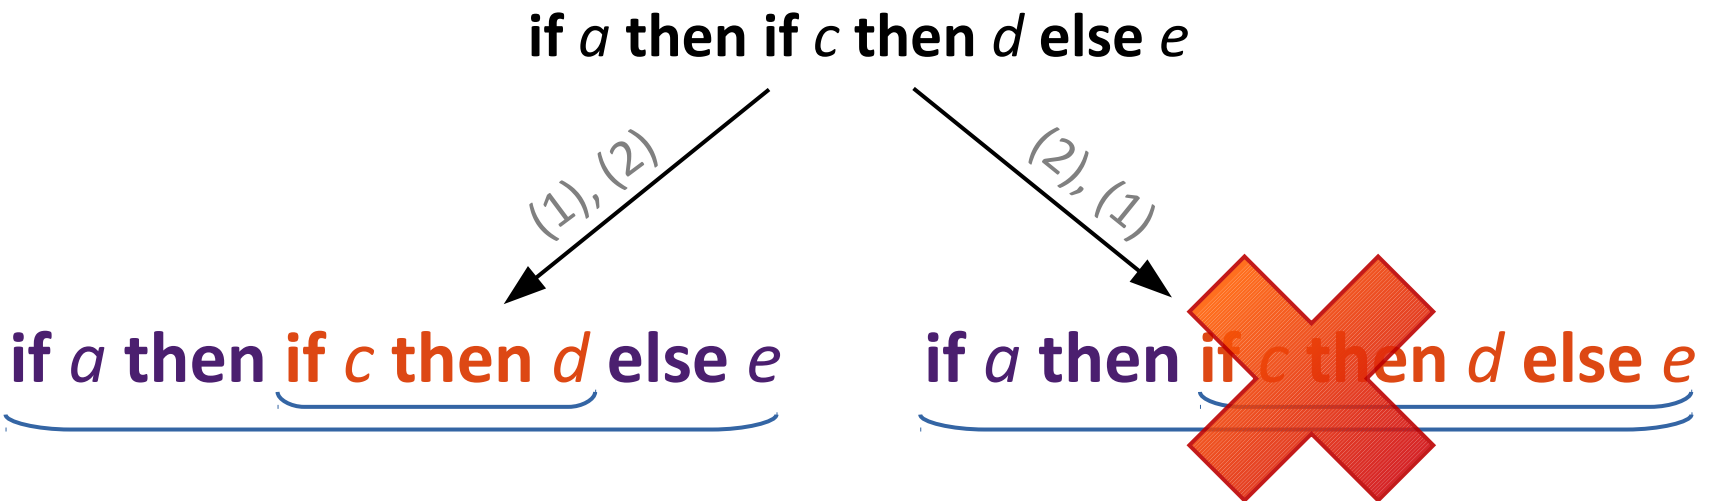 if a then if c then d else e
(1), (2)
(2), (1)
if a then if c then d else e
if a then if c then d else e